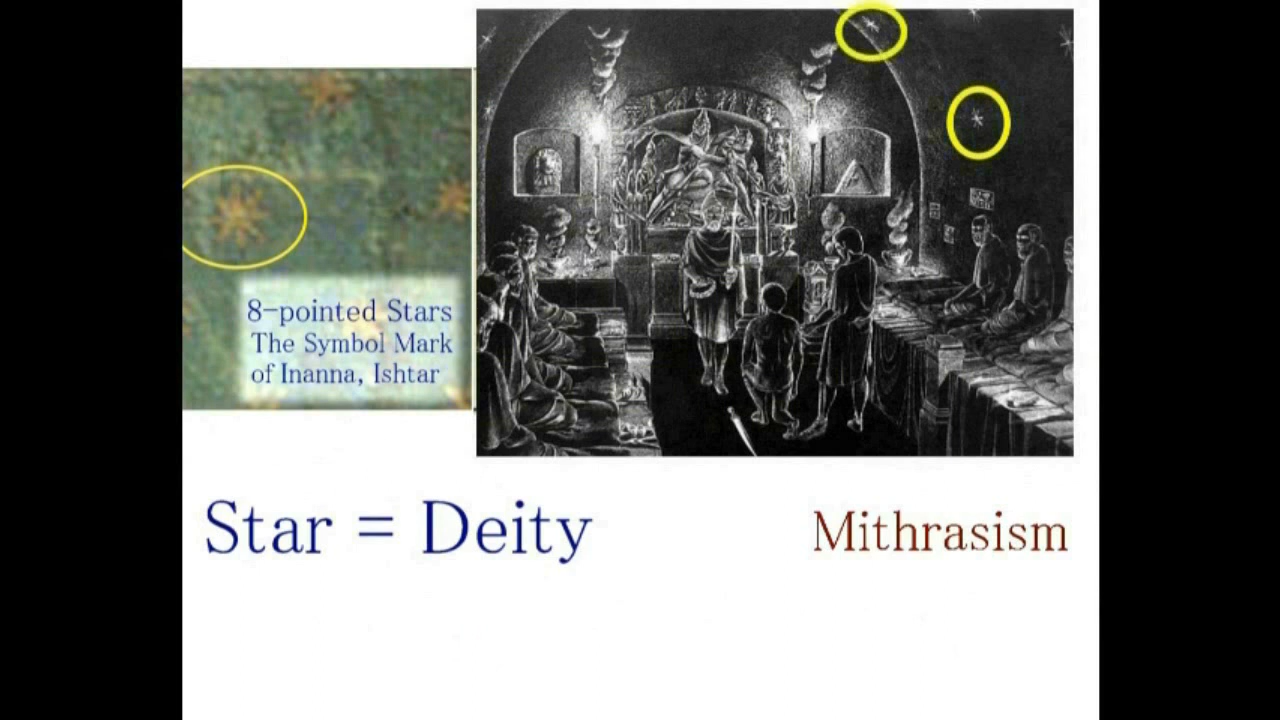 8-pointed Stars
The Symbol Mark
of Inanna, Ishtar
Star = Deity
Mithrasism